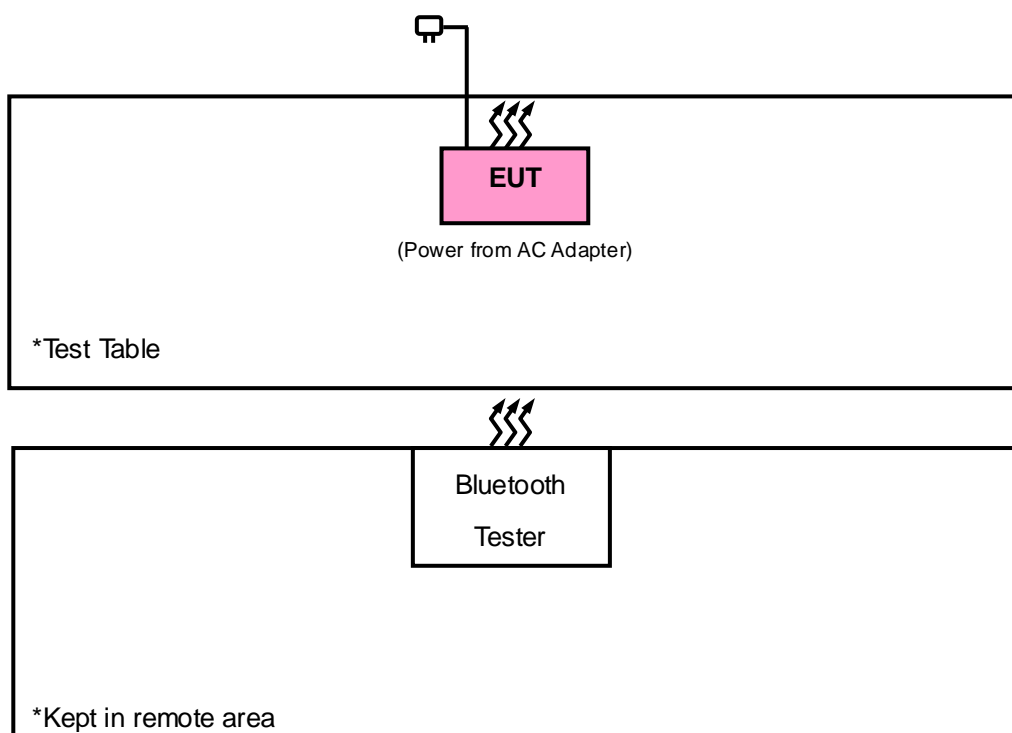 EUT
(Power from AC Adapter)
*Test Table
Bluetooth
Tester
*Kept in remote area